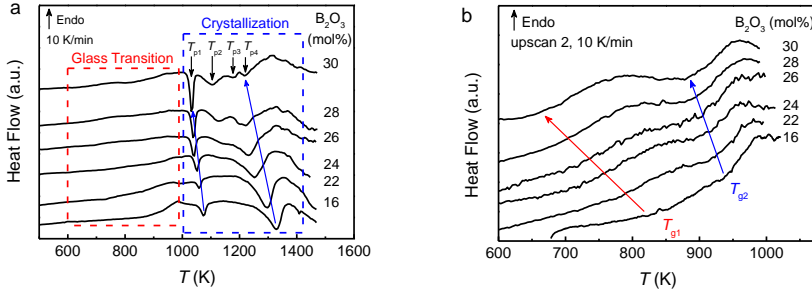 a
Endo
10 K/min
Crystallization
B2O3
(mol%)
Tp1
Tp2
Tp3
Tp4
Glass Transition
30
28
26
24
22
16
Heat Flow (a.u.)
600 800 1000 1200 1400
T (K)
b
Endo
upscan 2, 10 K/min
B2O3
(mol%)
30
28
26
24
22
16
Tg2
Tg1
Heat Flow (a.u.)
600 700 800 900 1000
T (K)